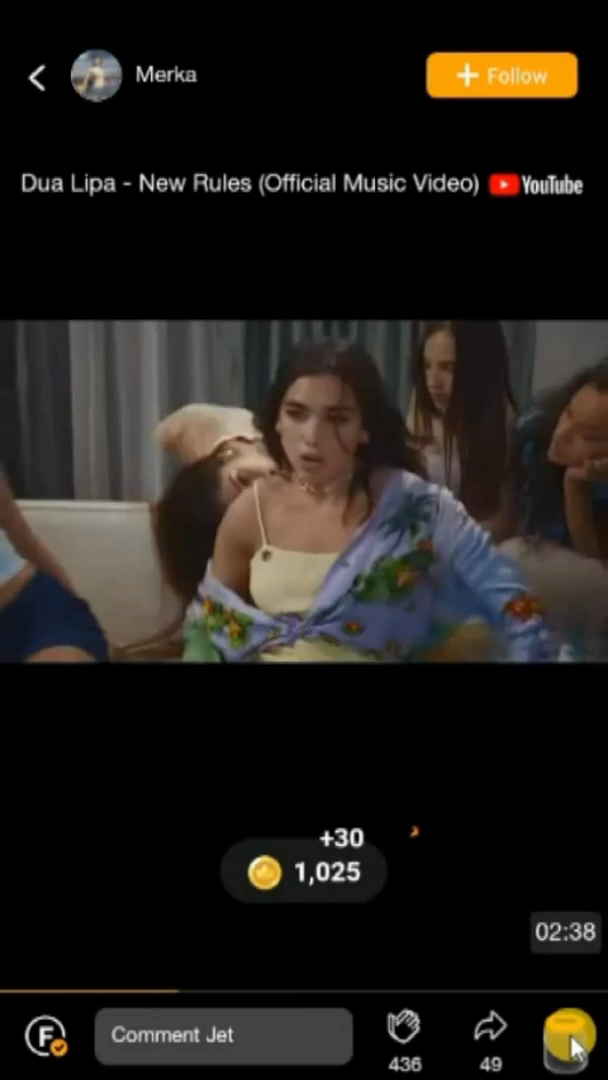 Merka
+ Follow
Dua Lipa - New Rules (Official Music Video) YouTube
+30
1,025
02:38
F
Comment Jet
436
49